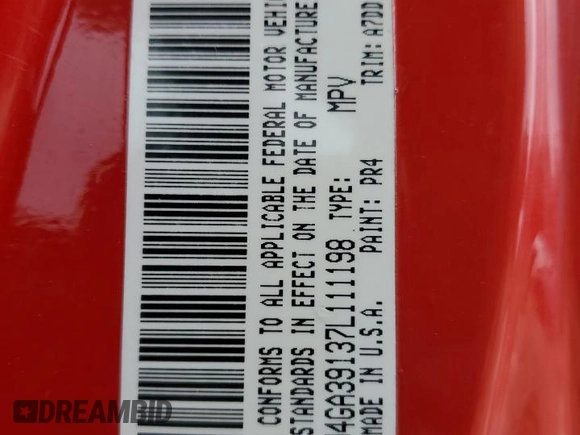 CONFORMS TO ALL APPLICABLE FEDERAL MOTOR
STANDARDS IN EFFECT ON THE DATE OF MANUFACTURE
4GA39137L111198 TYPE: MPV
MADE IN U.S.A. PAINT: PR4 TRIM: A7DD
DREAMBID